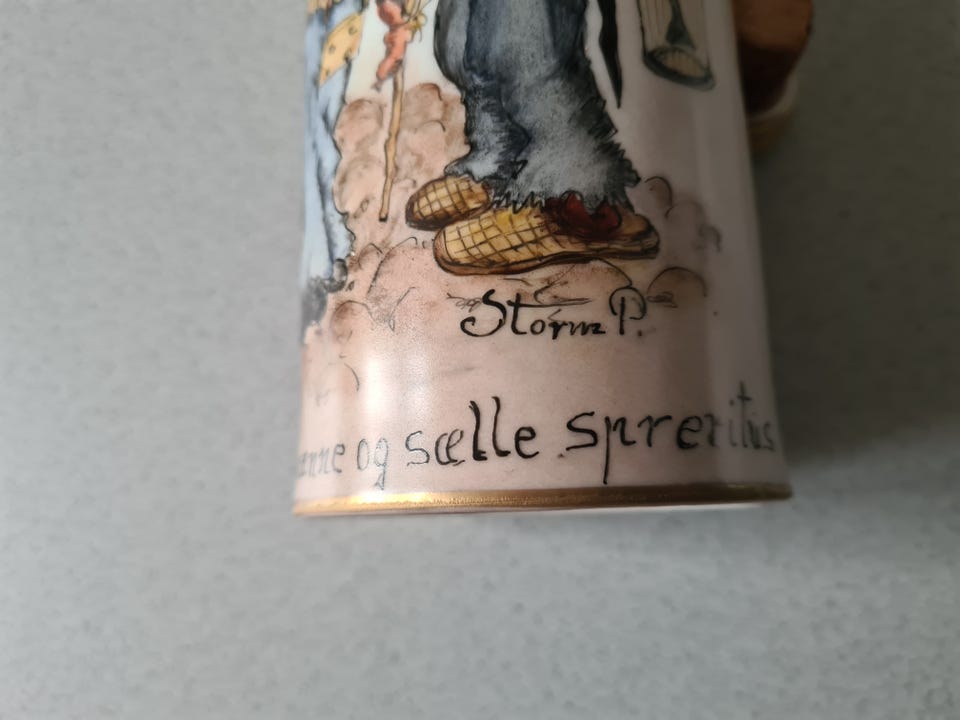 Storm P.
og sælle spreritus